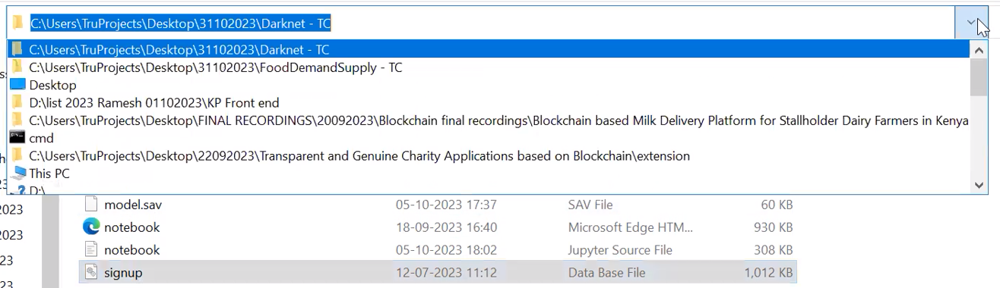 C:\Users\TruProjects\Desktop\31102023\Darknet - TC
C:\Users\TruProjects\Desktop\31102023\Darknet - TC
C:\Users\TruProjects\Desktop\31102023\FoodDemandSupply - TC
Desktop
D:\list 2023 Ramesh 01102023\KP Front end
C:\Users\TruProjects\Desktop\FINAL RECORDINGS\20092023\Blockchain final recordings\Blockchain based Milk Delivery Platform for Stallholder Dairy Farmers in Kenya
cmd
C:\Users\TruProjects\Desktop\22092023\Transparent and Genuine Charity Applications based on Blockchain\extension
This PC
D:\
2023 model.sav 05-10-2023 17:37 SAV File 60 KB
2023 notebook 18-09-2023 16:40 Microsoft Edge HTM... 930 KB
23 notebook 05-10-2023 18:02 Jupyter Source File 308 KB
23 signup 12-07-2023 11:12 Data Base File 1,012 KB